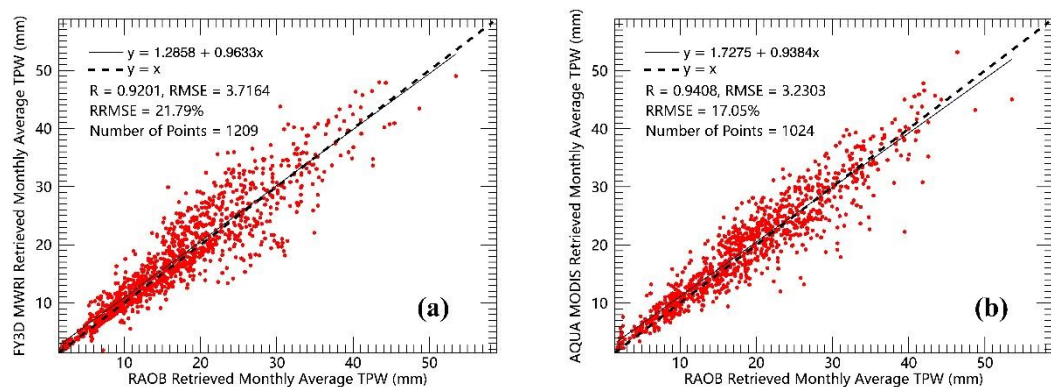 FY3D MWRI Retrieved Monthly Average TPW (mm)
50
40
30
20
10
y = 1.2858 + 0.9633x
y = x
R = 0.9201, RMSE = 3.7164
RRMSE = 21.79%
Number of Points = 1209
(a)
10 20 30 40 50
RAOB Retrieved Monthly Average TPW (mm)
AQUA MODIS Retrieved Monthly Average TPW (mm)
50
40
30
20
10
y = 1.7275 + 0.9384x
y = x
R = 0.9408, RMSE = 3.2303
RRMSE = 17.05%
Number of Points = 1024
(b)
10 20 30 40 50
RAOB Retrieved Monthly Average TPW (mm)